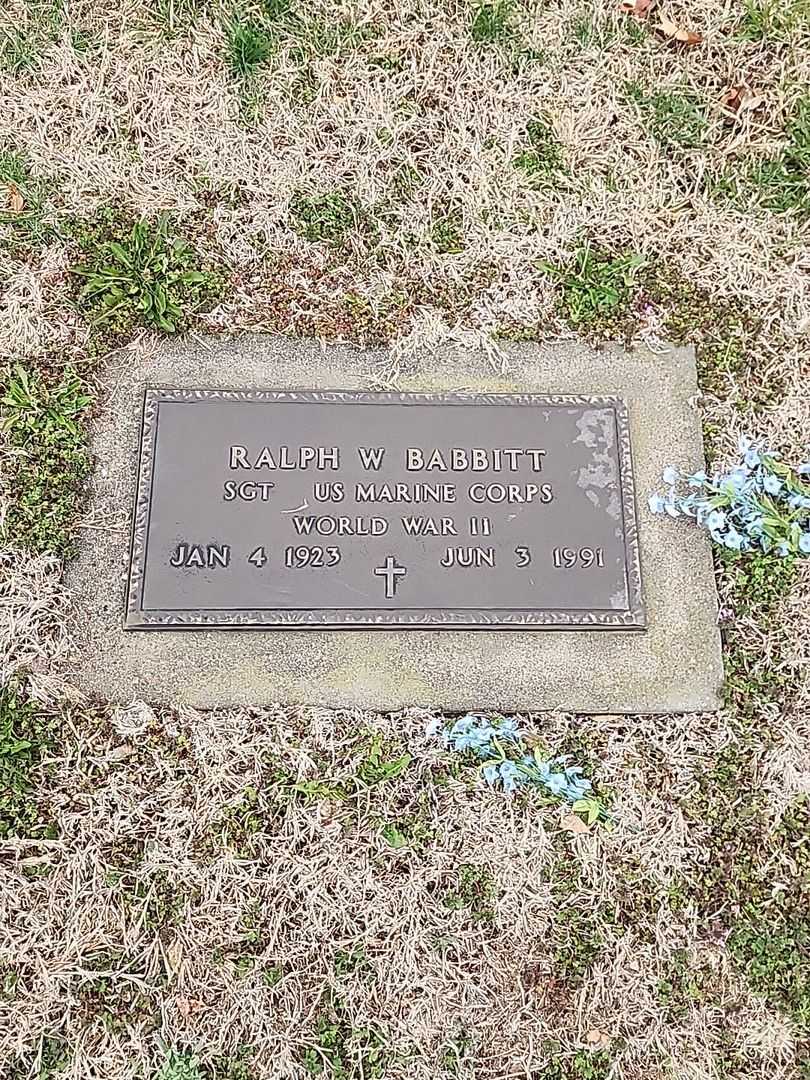 RALPH W BABBITT
SGT US MARINE CORPS
WORLD WAR II
JAN 4 1923 JUN 3 1991